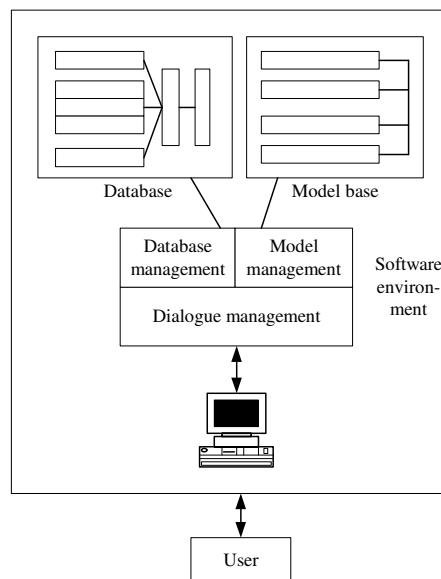 Database
Model base
Database
management
Model
management
Dialogue management
Software
environ-
ment
User